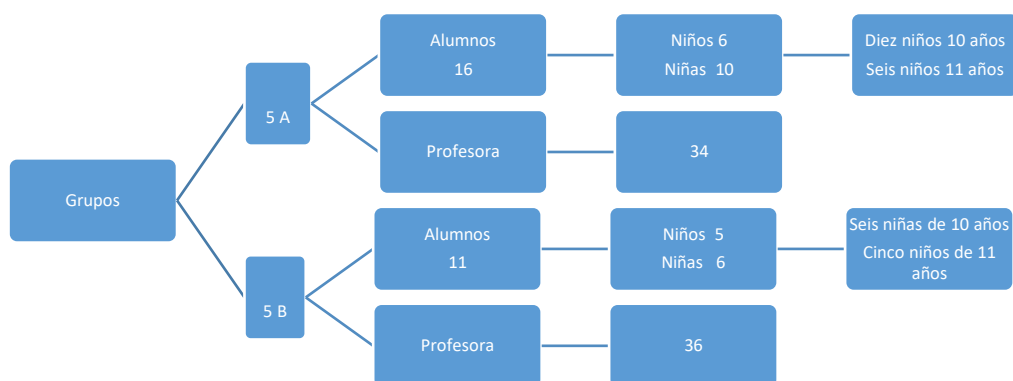 Grupos
5 A
Alumnos
16
Niños 6
Niñas 10
Diez niños 10 años
Seis niños 11 años
Profesora
34
5 B
Alumnos
11
Niños 5
Niñas 6
Seis niñas de 10 años
Cinco niños de 11
años
Profesora
36